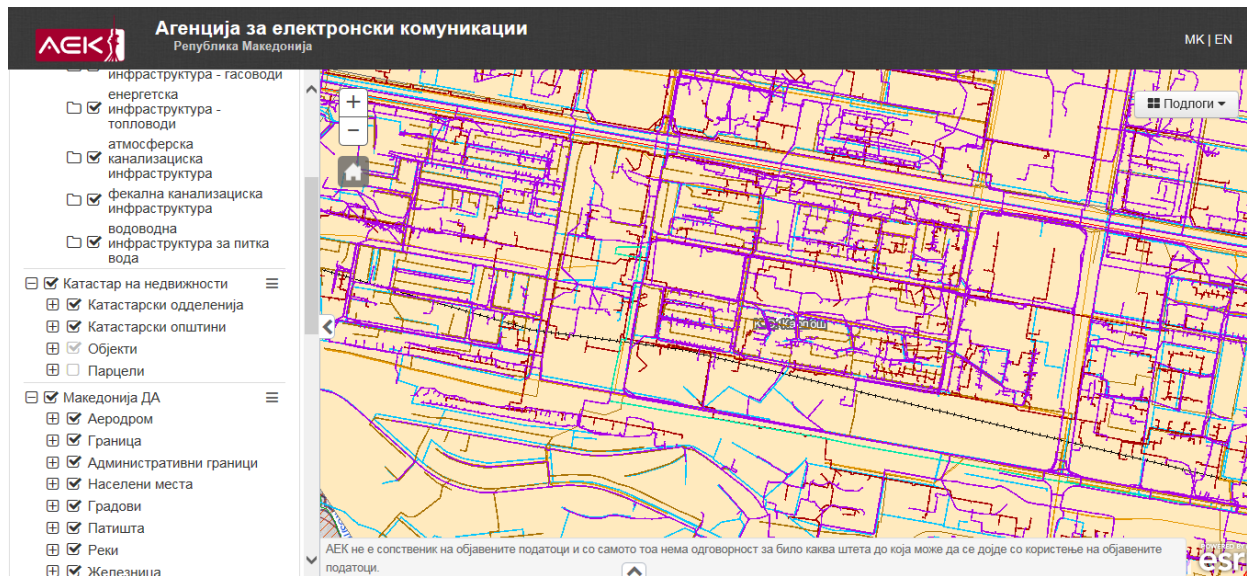 АЕК
Агенција за електронски комуникации
Република Македонија
MK | EN
инфраструктура - гасоводи
енергетска
инфраструктура -
топловоди
атмосферска
канализациска
инфраструктура
фекална канализациска
инфраструктура
водоводна
инфраструктура за питка
вода
Катастар на недвижности
Катастарски одделенија
Катастарски општини
Објекти
Парцели
Македонија ДА
Аеродром
Граница
Административни граници
Населени места
Градови
Патишта
Реки
Железница
+
−
Подлоги
АЕК не е сопственик на објавените податоци и со самото тоа нема одговорност за било каква штета до која може да се дојде со користење на објавените
податоци.
POWERED BY
esri